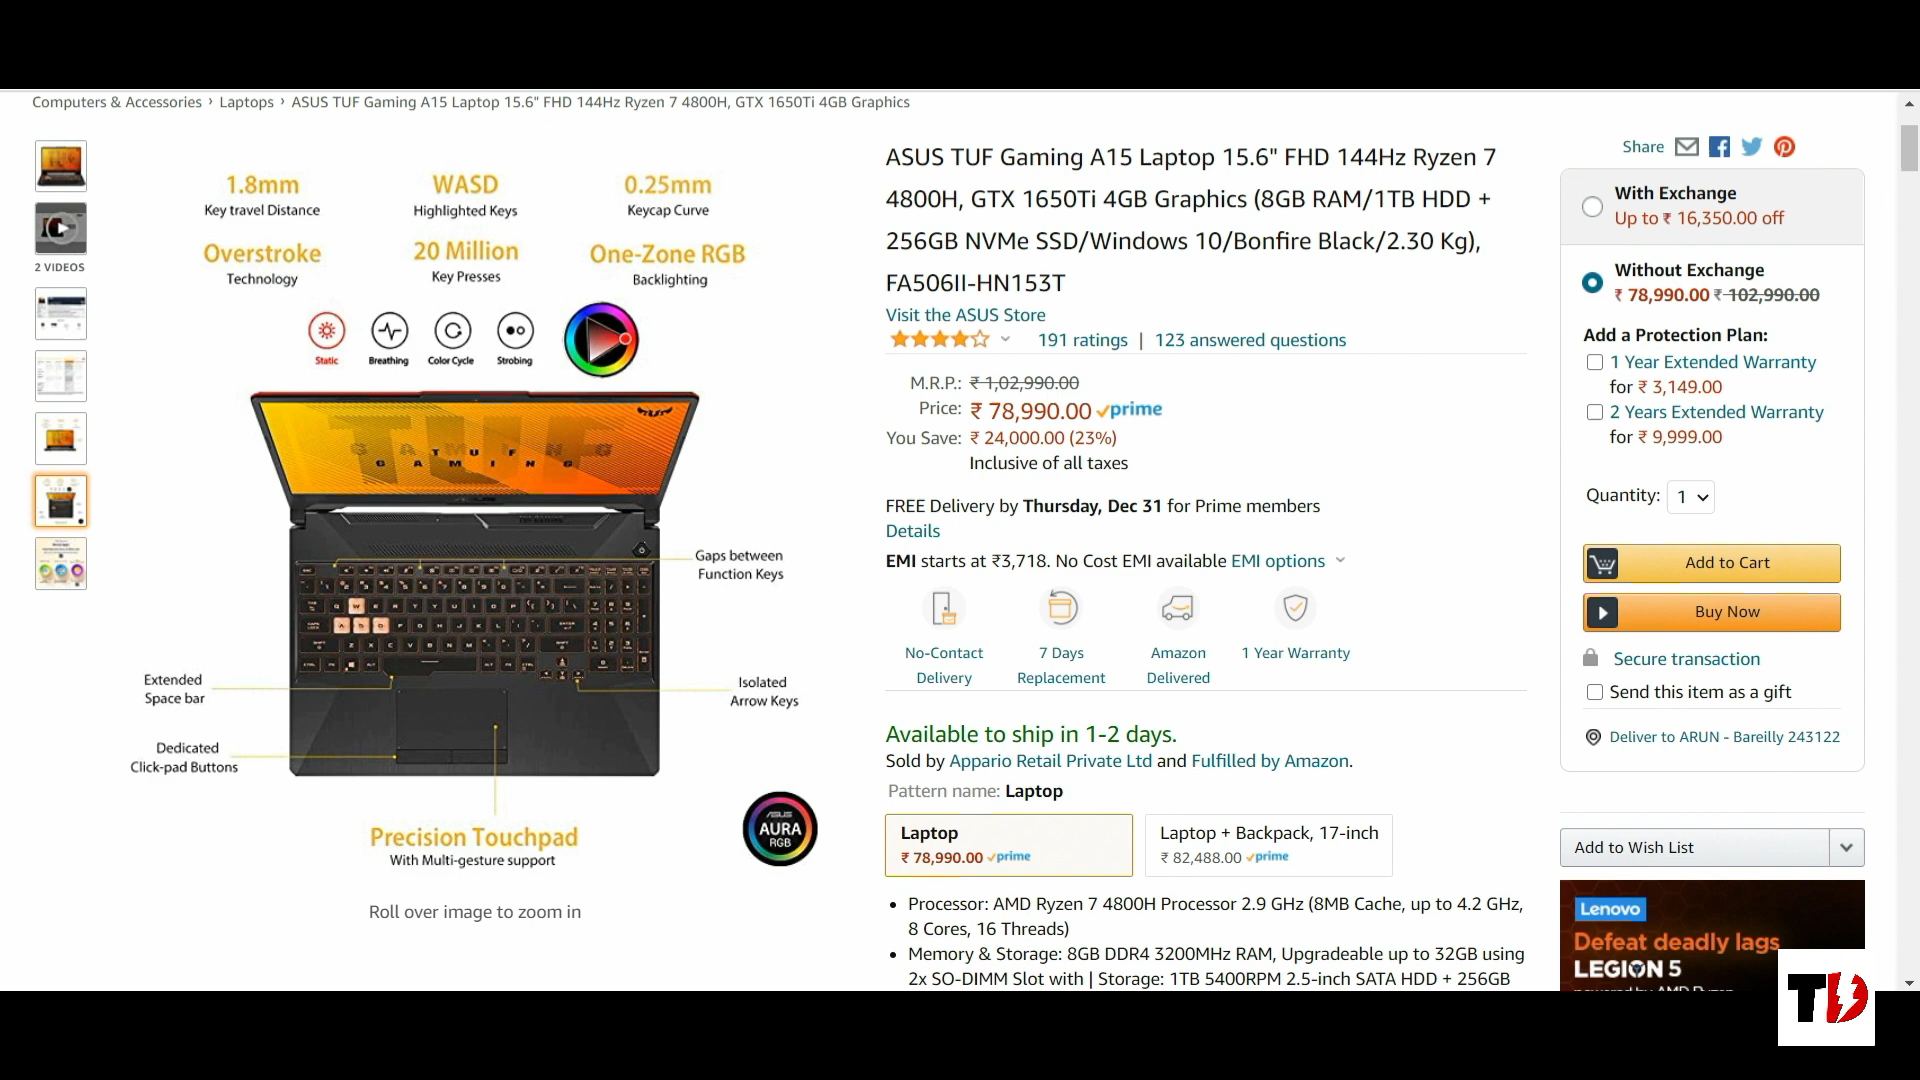 Computers & Accessories › Laptops › ASUS TUF Gaming A15 Laptop 15.6" FHD 144Hz Ryzen 7 4800H, GTX 1650Ti 4GB Graphics
2 VIDEOS
1.8mm
Key travel Distance
WASD
Highlighted Keys
0.25mm
Keycap Curve
Overstroke
Technology
20 Million
Key Presses
One-Zone RGB
Backlighting
Static
Breathing
Color Cycle
Strobing
TUF
GAMING
Gaps between
Function Keys
Extended
Space bar
Isolated
Arrow Keys
Dedicated
Click-pad Buttons
Precision Touchpad
With Multi-gesture support
ASUS
AURA
RGB
Roll over image to zoom in
ASUS TUF Gaming A15 Laptop 15.6" FHD 144Hz Ryzen 7
4800H, GTX 1650Ti 4GB Graphics (8GB RAM/1TB HDD +
256GB NVMe SSD/Windows 10/Bonfire Black/2.30 Kg),
FA506II-HN153T
Visit the ASUS Store
191 ratings | 123 answered questions
M.R.P.: ₹ 1,02,990.00
Price: ₹ 78,990.00 prime
You Save: ₹ 24,000.00 (23%)
Inclusive of all taxes
FREE Delivery by Thursday, Dec 31 for Prime members
Details
EMI starts at ₹3,718. No Cost EMI available EMI options
No-Contact
Delivery
7 Days
Replacement
Amazon
Delivered
1 Year Warranty
Available to ship in 1-2 days.
Sold by Appario Retail Private Ltd and Fulfilled by Amazon.
Pattern name: Laptop
Laptop
₹ 78,990.00 prime
Laptop + Backpack, 17-inch
₹ 82,488.00 prime
• Processor: AMD Ryzen 7 4800H Processor 2.9 GHz (8MB Cache, up to 4.2 GHz,
8 Cores, 16 Threads)
• Memory & Storage: 8GB DDR4 3200MHz RAM, Upgradeable up to 32GB using
2x SO-DIMM Slot with | Storage: 1TB 5400RPM 2.5-inch SATA HDD + 256GB
Share
With Exchange
Up to ₹ 16,350.00 off
Without Exchange
₹ 78,990.00 ₹ 102,990.00
Add a Protection Plan:
1 Year Extended Warranty
for ₹ 3,149.00
2 Years Extended Warranty
for ₹ 9,999.00
Quantity: 1
Add to Cart
Buy Now
Secure transaction
Send this item as a gift
Deliver to ARUN - Bareilly 243122
Add to Wish List
Lenovo
Defeat deadly lags
LEGION 5
TD